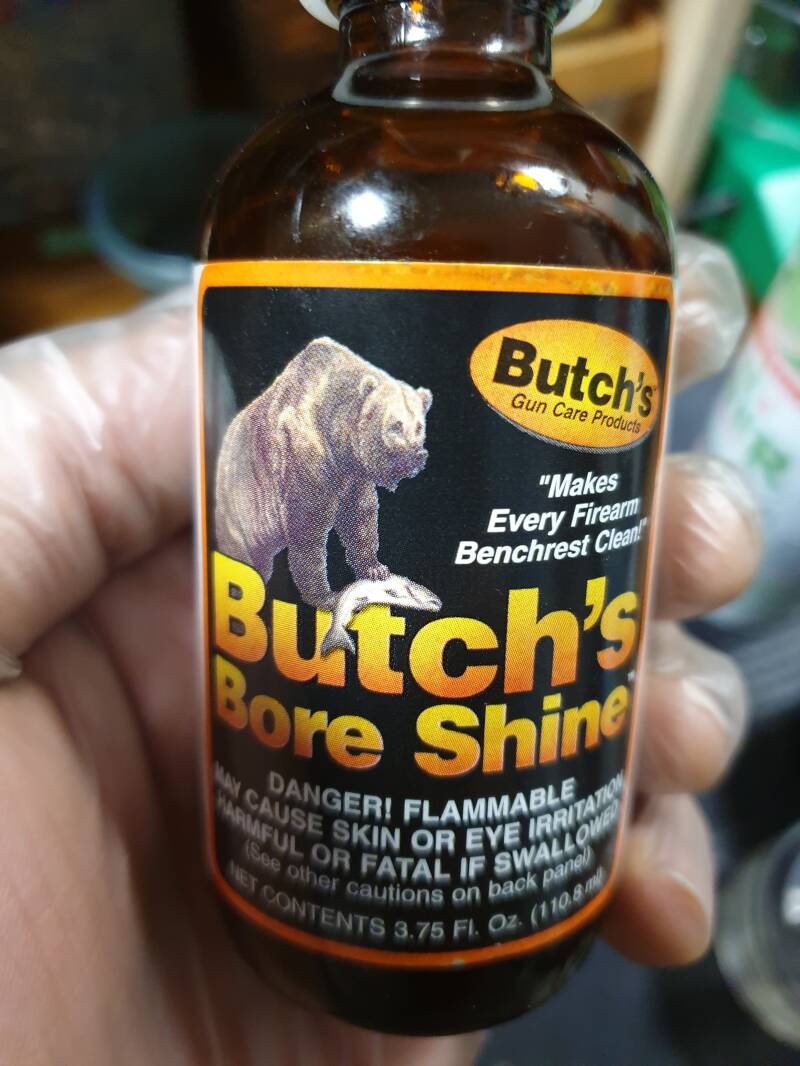 Butch's
Gun Care Products
"Makes
Every Firearm
Benchrest Clean!"
Butch's
Bore Shine™
DANGER! FLAMMABLE
MAY CAUSE SKIN OR EYE IRRITATION
HARMFUL OR FATAL IF SWALLOWED
(See other cautions on back panel)
NET CONTENTS 3.75 Fl. Oz. (110.8 ml)